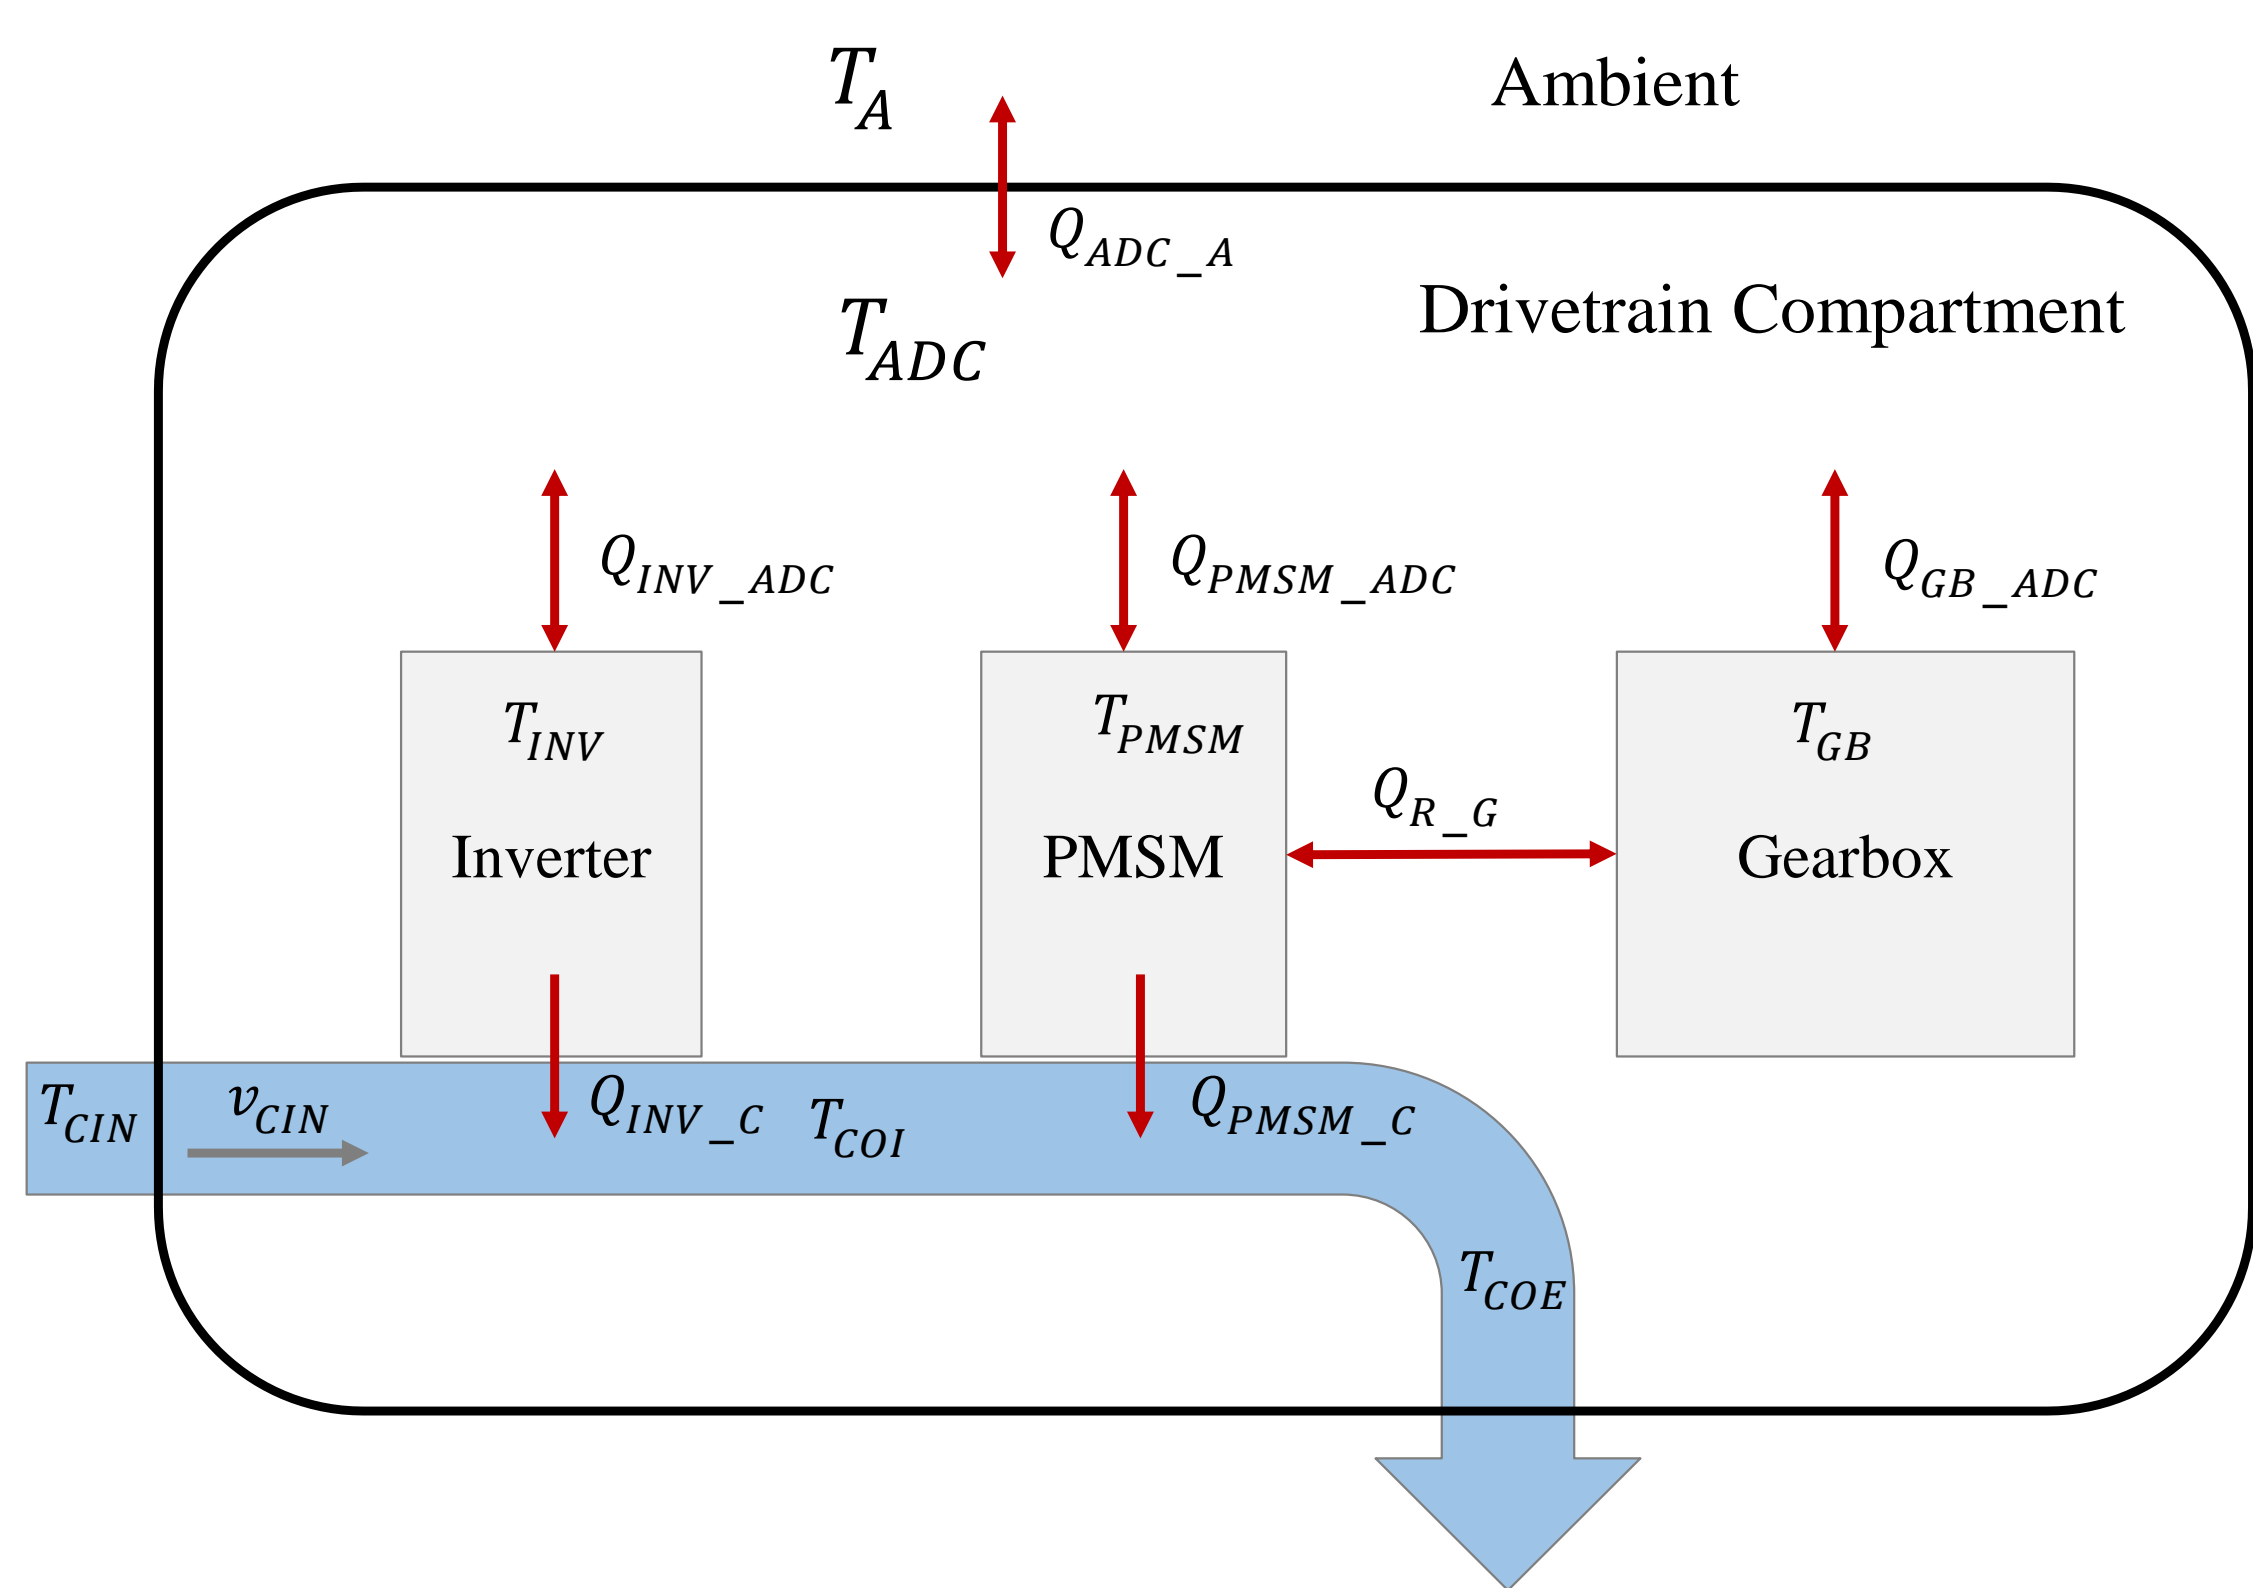 T_A
Ambient
Q_ADC_A
T_ADC
Drivetrain Compartment
Q_INV_ADC
Q_PMSM_ADC
Q_GB_ADC
T_INV
T_PMSM
T_GB
Q_R_G
Inverter
PMSM
Gearbox
T_CIN
v_CIN
Q_INV_C
T_COI
Q_PMSM_C
T_COE